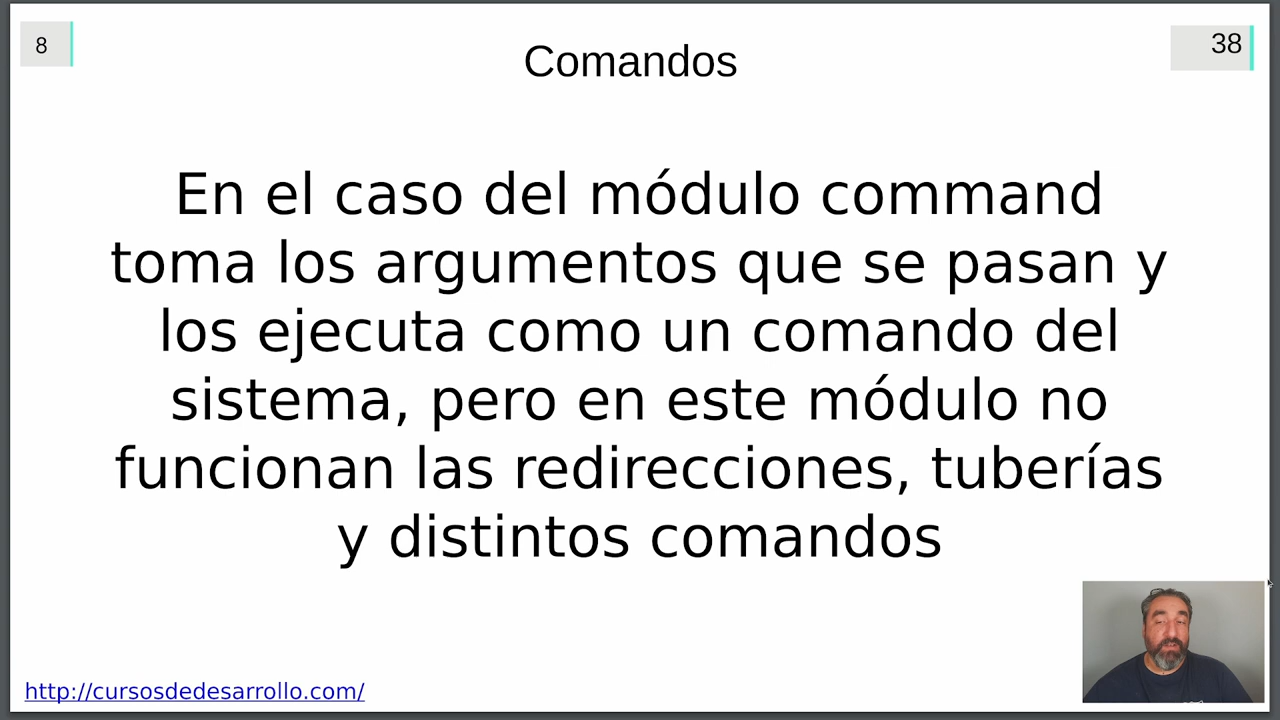 8
38
Comandos
En el caso del módulo command
toma los argumentos que se pasan y
los ejecuta como un comando del
sistema, pero en este módulo no
funcionan las redirecciones, tuberías
y distintos comandos
http://cursosdedesarrollo.com/